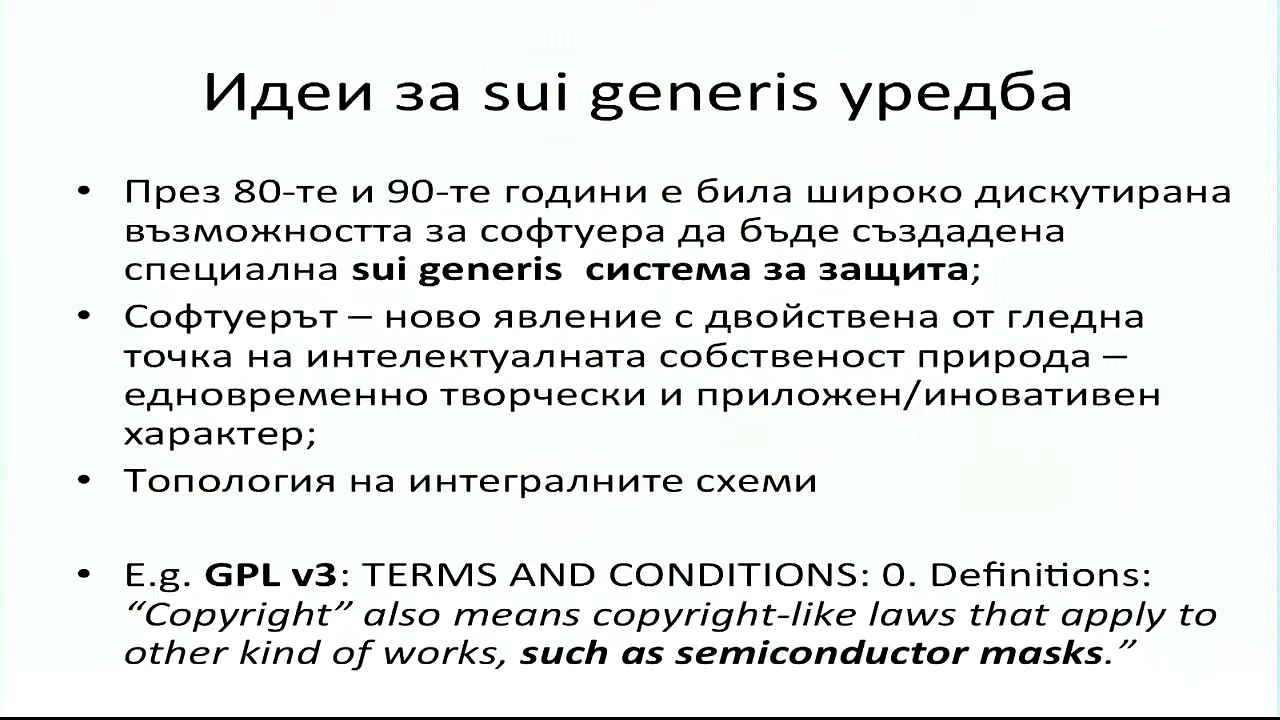 Идеи за sui generis уредба
• През 80-те и 90-те години е била широко дискутирана
възможността за софтуера да бъде създадена
специална sui generis система за защита;
• Софтуерът – ново явление с двойствена от гледна
точка на интелектуалната собственост природа –
едновременно творчески и приложен/иновативен
характер;
• Топология на интегралните схеми
• E.g. GPL v3: TERMS AND CONDITIONS: 0. Definitions:
“Copyright” also means copyright-like laws that apply to
other kind of works, such as semiconductor masks.”